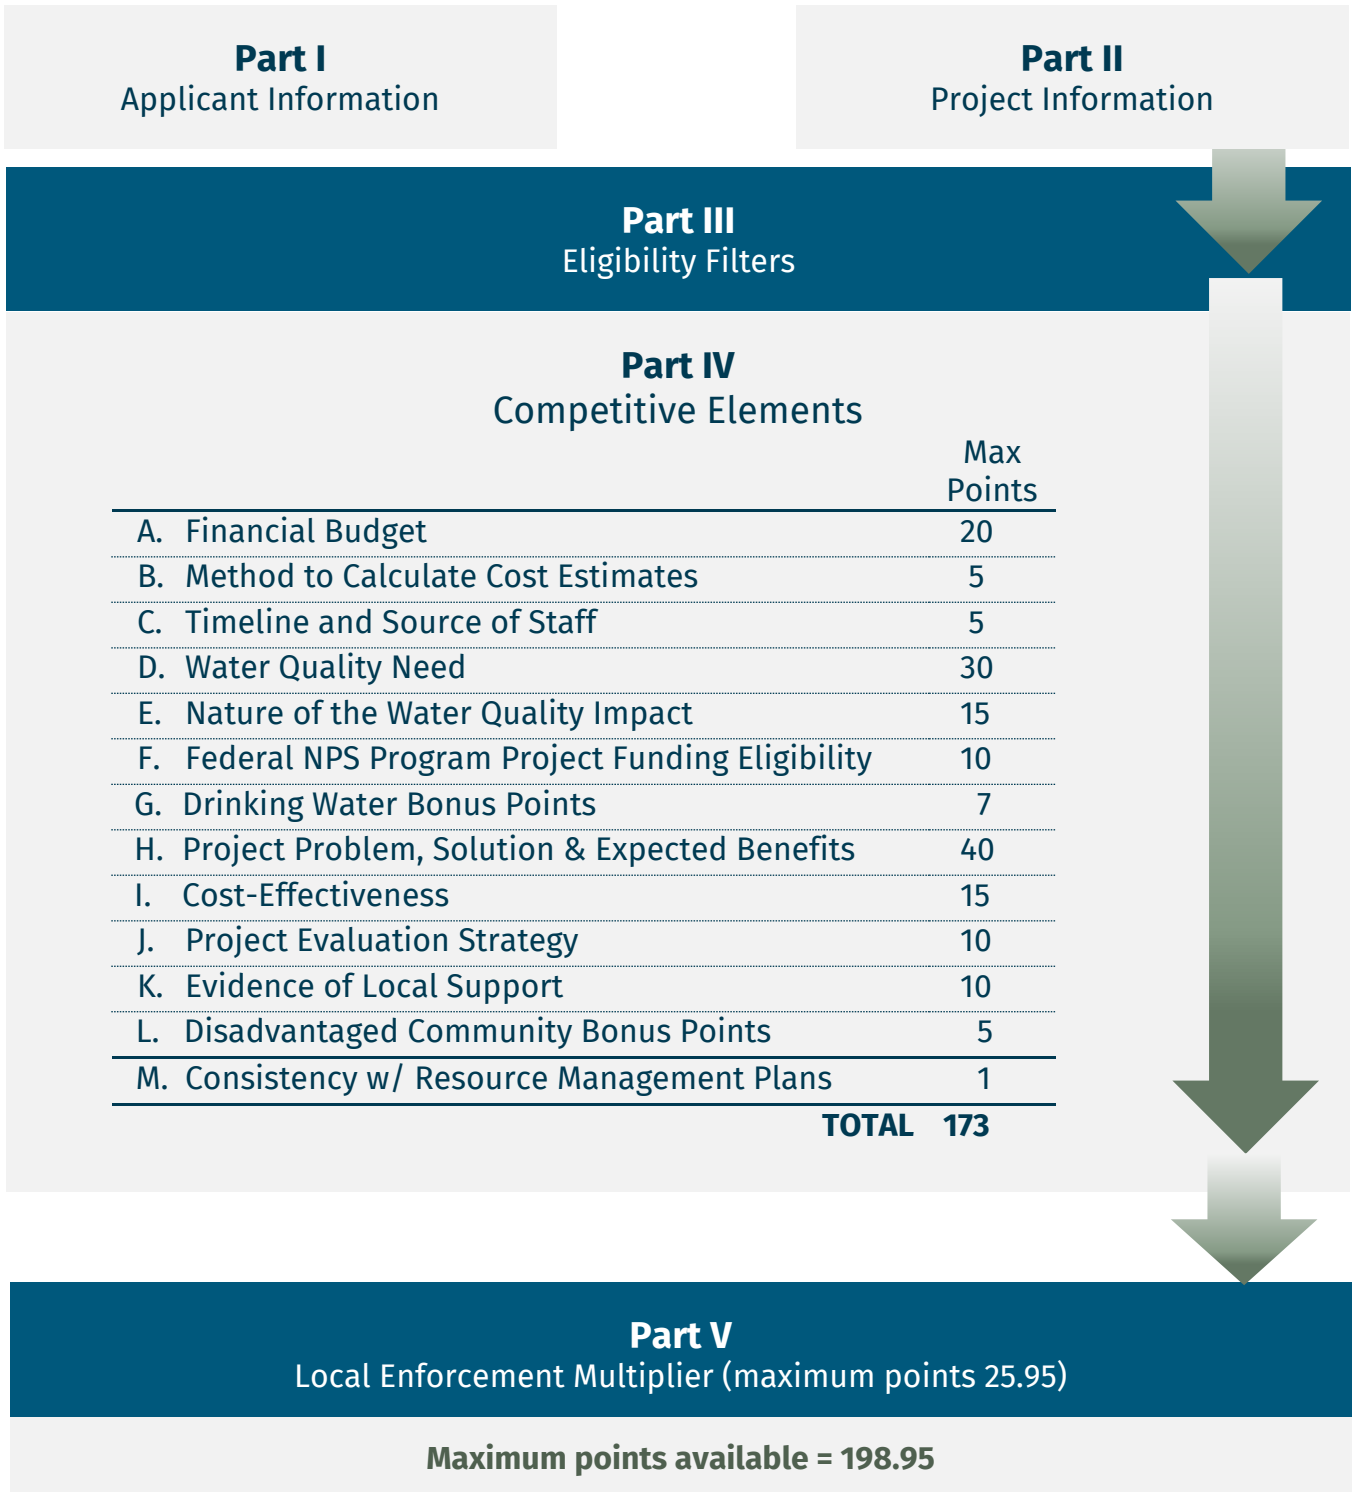 Part I
Applicant Information
Part II
Project Information
Part III
Eligibility Filters
Part IV
Competitive Elements
Max
Points
A. Financial Budget 20
B. Method to Calculate Cost Estimates 5
C. Timeline and Source of Staff 5
D. Water Quality Need 30
E. Nature of the Water Quality Impact 15
F. Federal NPS Program Project Funding Eligibility 10
G. Drinking Water Bonus Points 7
H. Project Problem, Solution & Expected Benefits 40
I. Cost-Effectiveness 15
J. Project Evaluation Strategy 10
K. Evidence of Local Support 10
L. Disadvantaged Community Bonus Points 5
M. Consistency w/ Resource Management Plans 1
TOTAL 173
Part V
Local Enforcement Multiplier (maximum points 25.95)
Maximum points available = 198.95